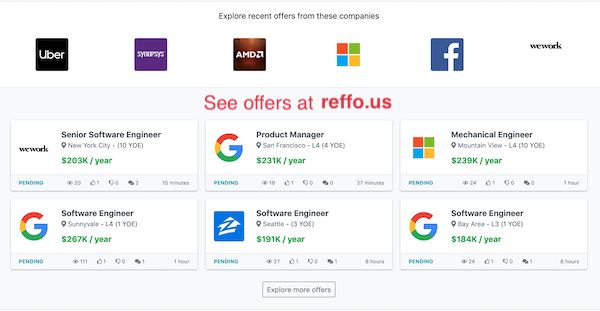 Explore recent offers from these companies
Uber
SYNOPSYS
AMD
wework
See offers at reffo.us
wework
Senior Software Engineer
New York City - (10 YOE)
$203K / year
PENDING 20 1 0 2 15 minutes
Product Manager
San Francisco - L4 (4 YOE)
$231K / year
PENDING 18 1 0 0 27 minutes
Mechanical Engineer
Mountain View - L4 (10 YOE)
$239K / year
PENDING 24 1 0 0 1 hour
Software Engineer
Sunnyvale - L4 (1 YOE)
$267K / year
PENDING 111 1 0 1 1 hour
Software Engineer
Seattle - (3 YOE)
$191K / year
PENDING 27 1 0 2 8 hours
Software Engineer
Bay Area - L3 (1 YOE)
$184K / year
PENDING 24 1 0 1 8 hours
Explore more offers